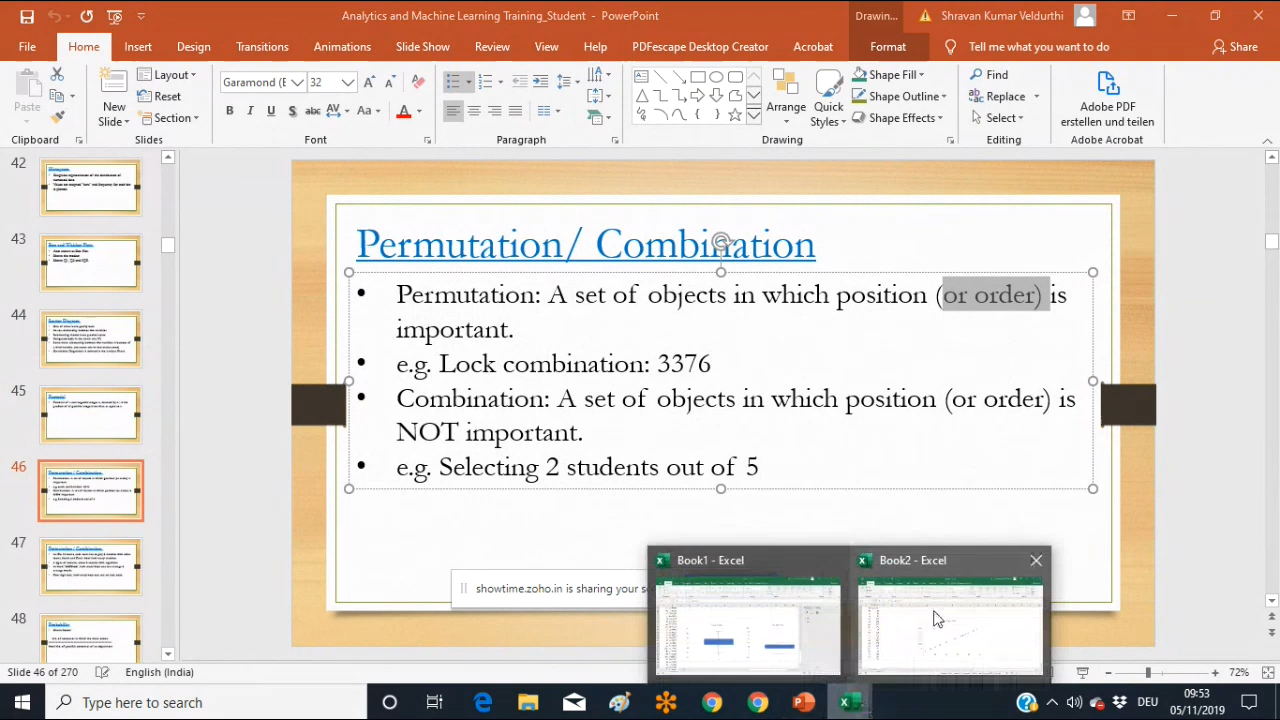 Analytics and Machine Learning Training_Student - PowerPoint
Drawin...
Shravan Kumar Veldurthi
File Home Insert Design Transitions Animations Slide Show Review View Help PDFescape Desktop Creator Acrobat Format Tell me what you want to do Share
Paste
New Slide
Layout
Reset
Section
Garamond (E 32
B I U S abc AV Aa A
Arrange
Quick Styles
Shape Fill
Shape Outline
Shape Effects
Find
Replace
Select
Adobe PDF
erstellen und teilen
Clipboard Slides Font Paragraph Drawing Editing Adobe Acrobat
42
43
44
45
46
47
48
Permutation/ Combination
• Permutation: A set of objects in which position (or order) is
important.
• e.g. Lock combination: 3376
• Combination: A set of objects in which position (or order) is
NOT important.
• e.g. Selecting 2 students out of 5
showtime.zoho.in is sharing your s
Book1 - Excel
Book2 - Excel
Slide 46 of 270 English (India) 72%
Type here to search
DEU
09:53
05/11/2019